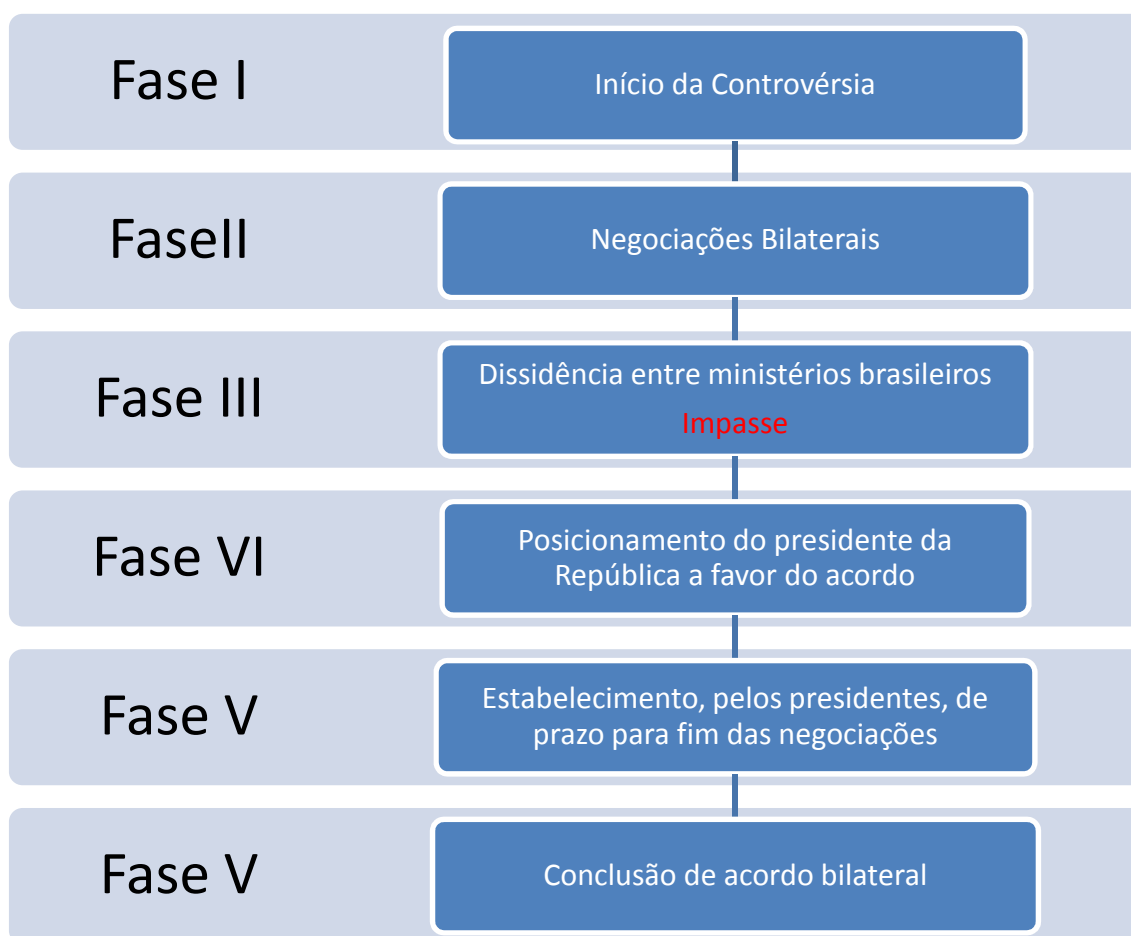 Fase I
Início da Controvérsia
FaseII
Negociações Bilaterais
Fase III
Dissidência entre ministérios brasileiros
Impasse
Fase VI
Posicionamento do presidente da
República a favor do acordo
Fase V
Estabelecimento, pelos presidentes, de
prazo para fim das negociações
Fase V
Conclusão de acordo bilateral